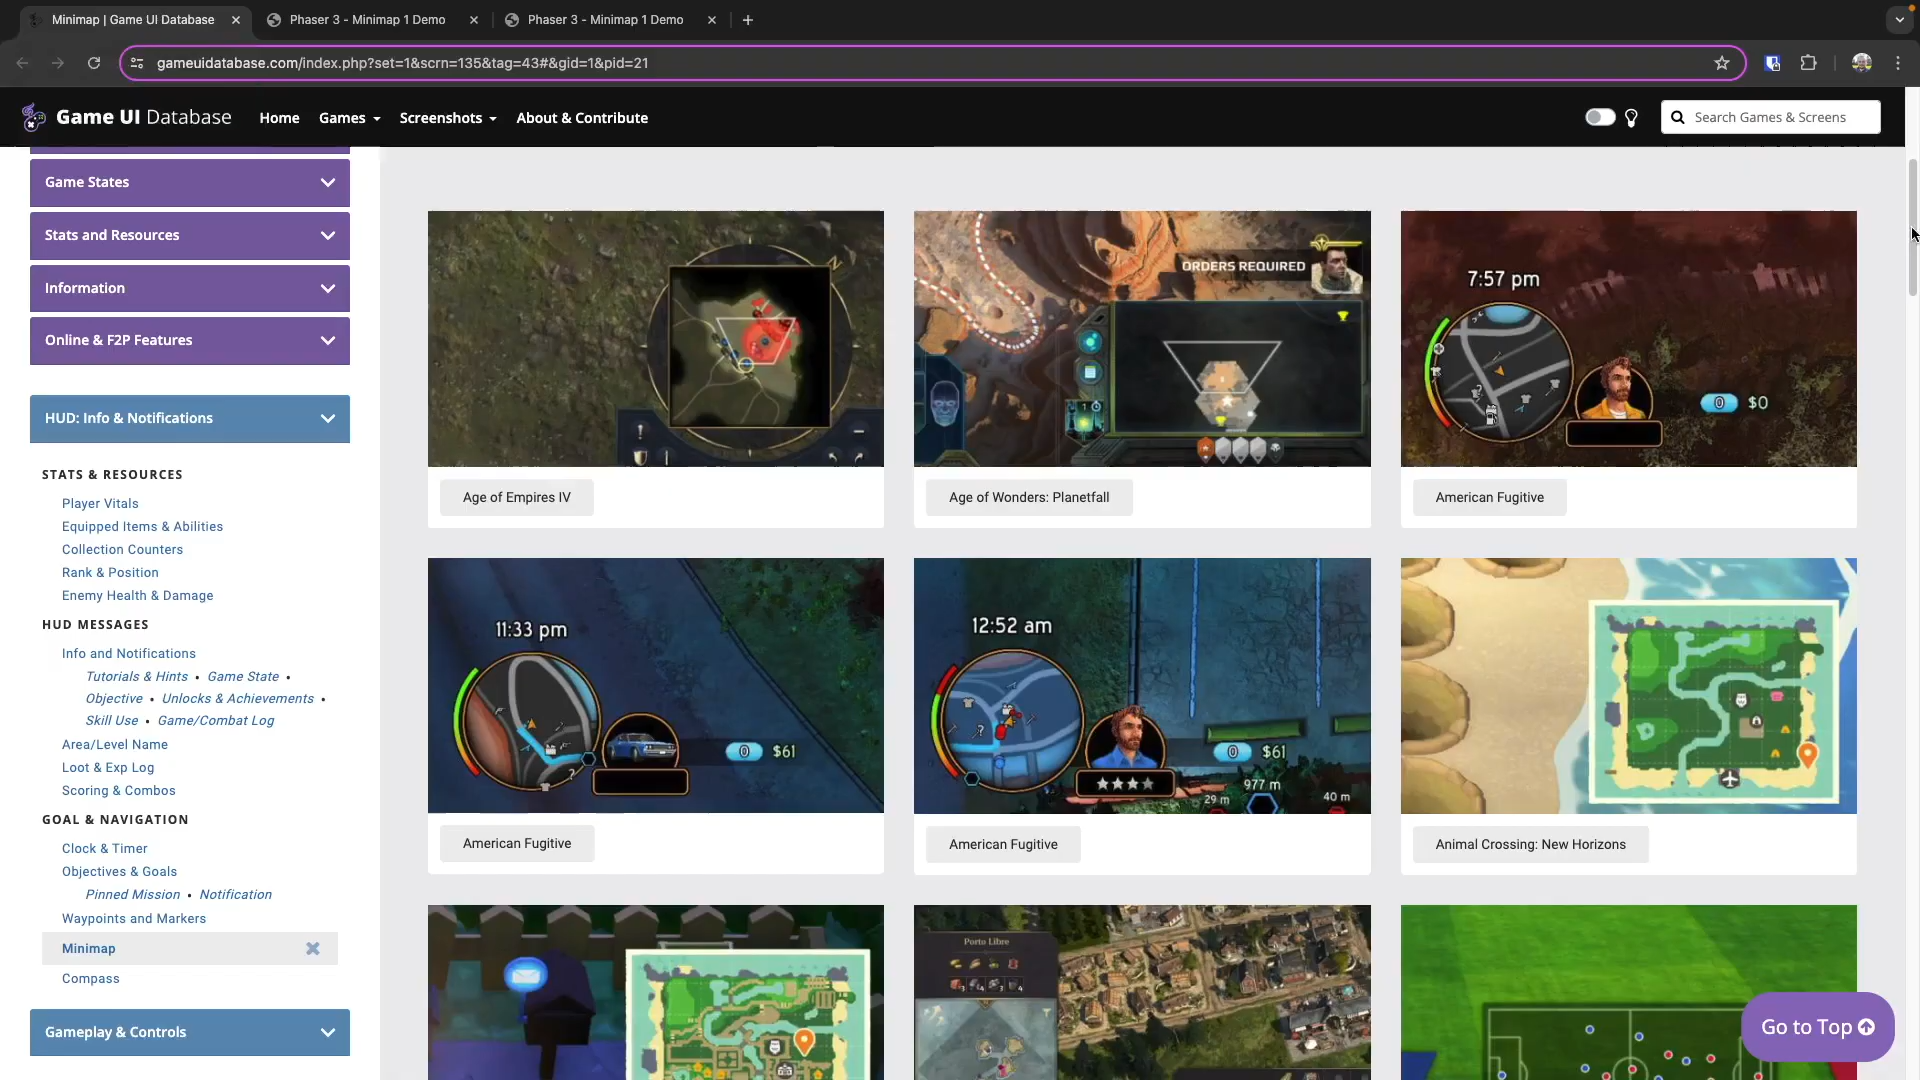 Minimap | Game UI Database
Phaser 3 - Minimap 1 Demo
Phaser 3 - Minimap 1 Demo
gameuidatabase.com/index.php?set=1&scrn=135&tag=43#&gid=1&pid=21
Game UI Database
Home
Games
Screenshots
About & Contribute
Search Games & Screens
Game States
Stats and Resources
Information
Online & F2P Features
HUD: Info & Notifications
STATS & RESOURCES
Player Vitals
Equipped Items & Abilities
Collection Counters
Rank & Position
Enemy Health & Damage
HUD MESSAGES
Info and Notifications
Tutorials & Hints • Game State •
Objective • Unlocks & Achievements •
Skill Use • Game/Combat Log
Area/Level Name
Loot & Exp Log
Scoring & Combos
GOAL & NAVIGATION
Clock & Timer
Objectives & Goals
Pinned Mission • Notification
Waypoints and Markers
Minimap
Compass
Gameplay & Controls
Age of Empires IV
ORDERS REQUIRED
1
Age of Wonders: Planetfall
7:57 pm
0 $0
American Fugitive
11:33 pm
0 $61
American Fugitive
12:52 am
0 $61
977 m
29 m
40 m
American Fugitive
Animal Crossing: New Horizons
Porto Libre
Go to Top